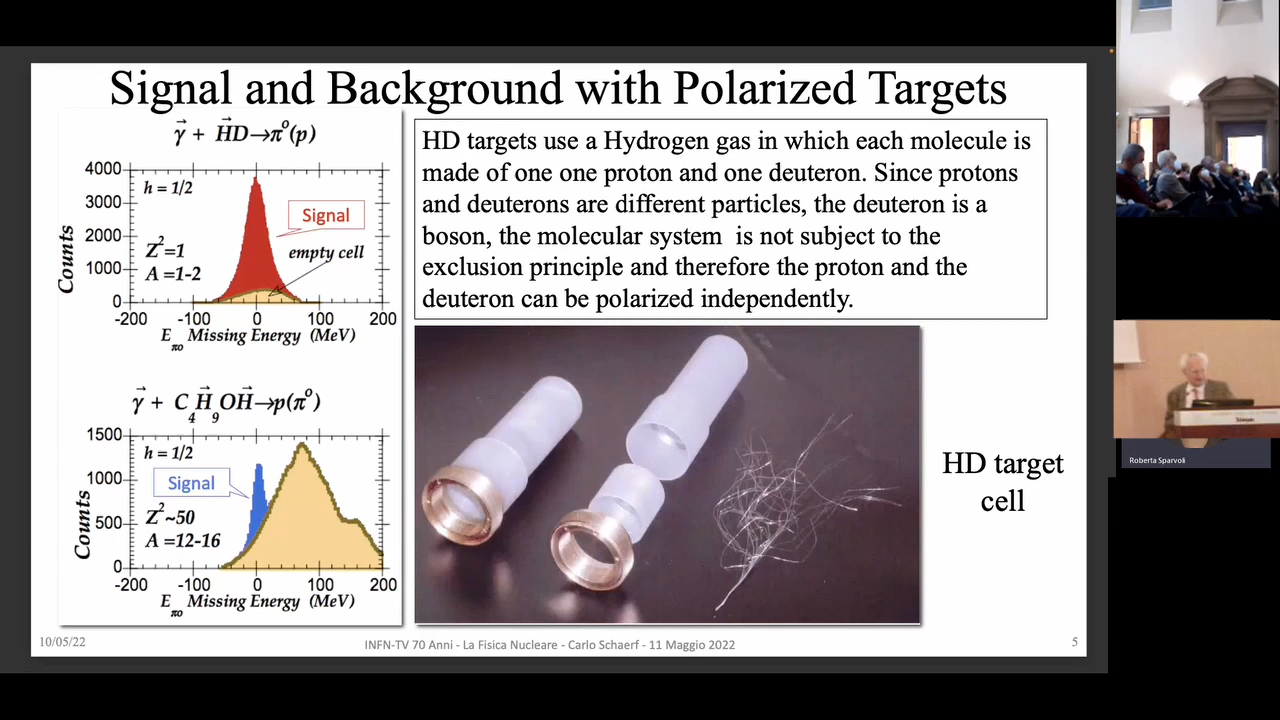 Signal and Background with Polarized Targets
γ + HD→π⁰(p)
4000
3000
2000
1000
0
Counts
h = 1/2
Z²=1
A =1-2
Signal
empty cell
-200 -100 0 100 200
Eπo Missing Energy (MeV)
γ + C4H9OH→p(π⁰)
1500
1000
500
0
Counts
h = 1/2
Signal
Z²~50
A =12-16
-200 -100 0 100 200
Eπo Missing Energy (MeV)
HD targets use a Hydrogen gas in which each molecule is
made of one one proton and one deuteron. Since protons
and deuterons are different particles, the deuteron is a
boson, the molecular system is not subject to the
exclusion principle and therefore the proton and the
deuteron can be polarized independently.
HD target
cell
10/05/22
INFN-TV 70 Anni - La Fisica Nucleare - Carlo Schaerf - 11 Maggio 2022
5
Roberta Sparvoli